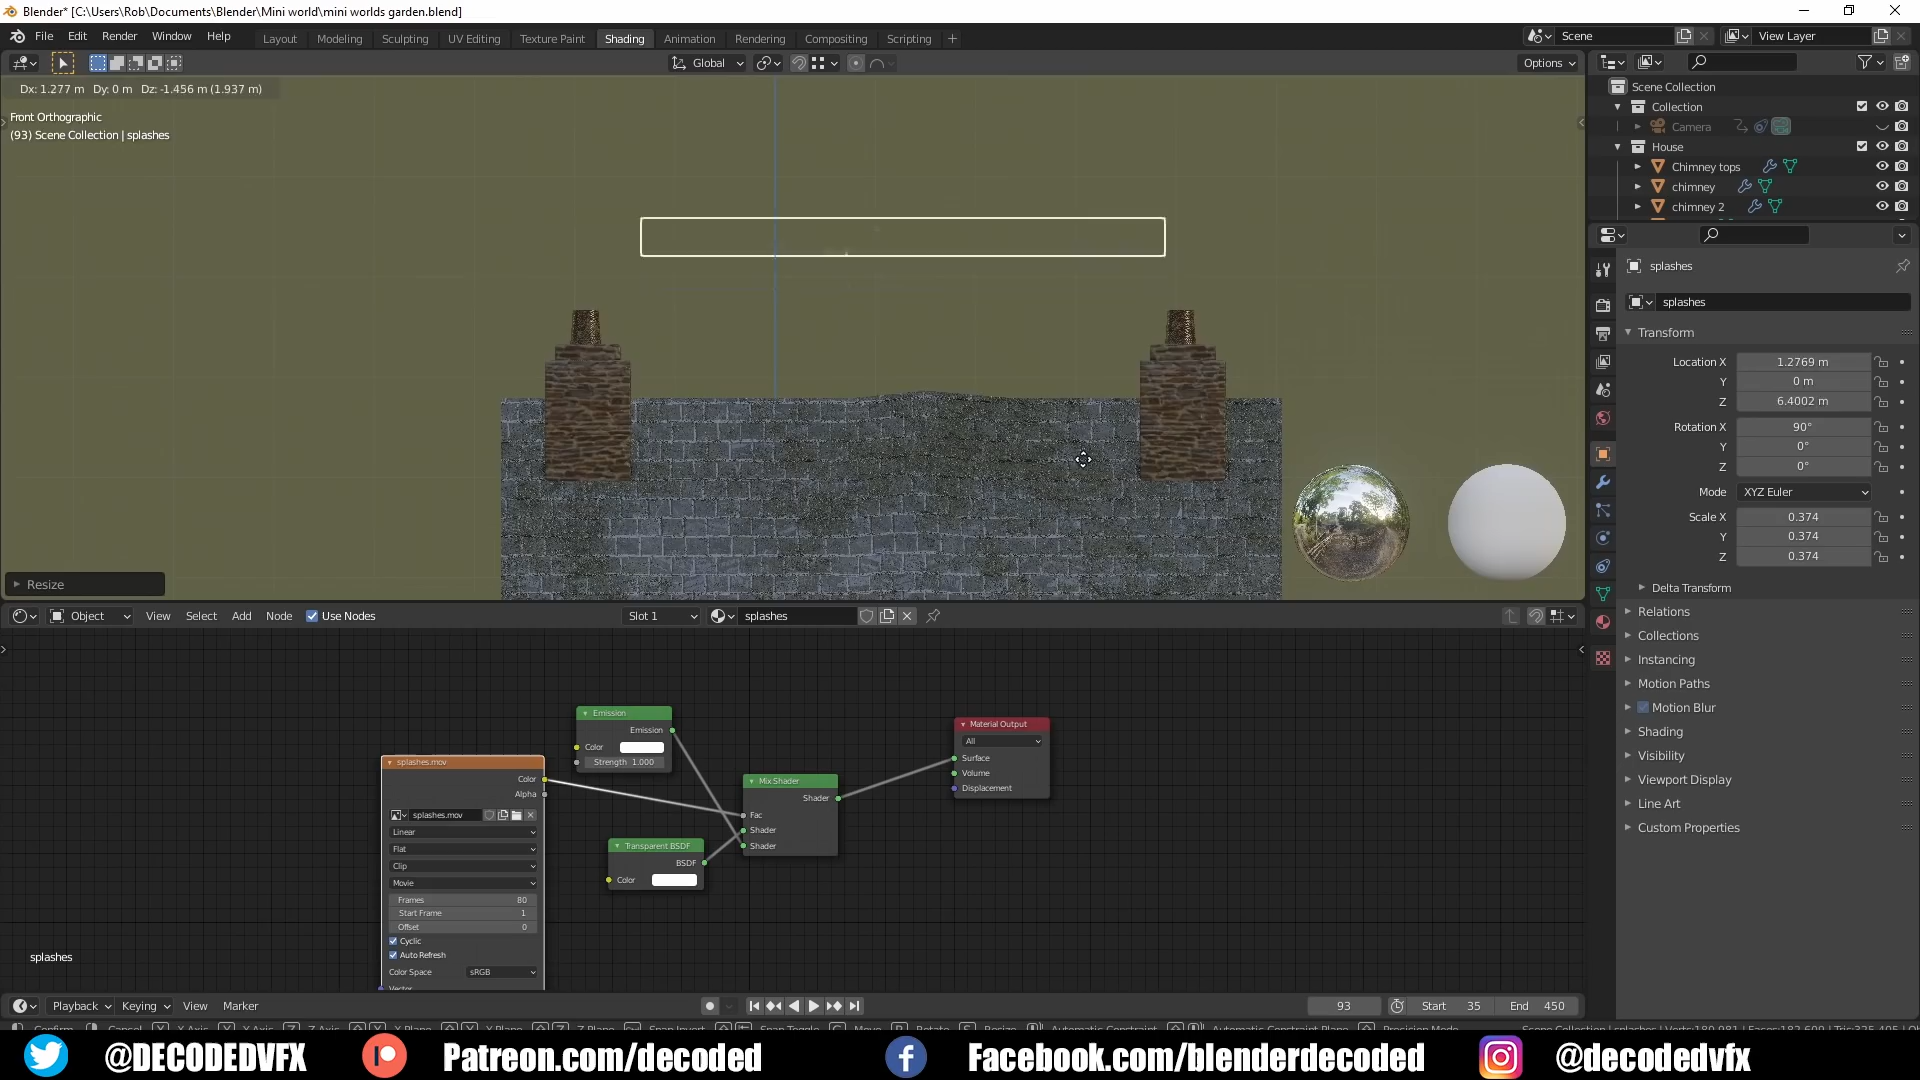 Blender* [C:\Users\Rob\Documents\Blender\Mini world\mini worlds garden.blend]
File Edit Render Window Help
Layout Modeling Sculpting UV Editing Texture Paint Shading Animation Rendering Compositing Scripting +
Scene
View Layer
Global
Options
Dx: 1.277 m Dy: 0 m Dz: -1.456 m (1.937 m)
Front Orthographic
(93) Scene Collection | splashes
Resize
Scene Collection
Collection
Camera
House
Chimney tops
chimney
chimney 2
splashes
splashes
Transform
Location X 1.2769 m
Y 0 m
Z 6.4002 m
Rotation X 90°
Y 0°
Z 0°
Mode XYZ Euler
Scale X 0.374
Y 0.374
Z 0.374
Delta Transform
Relations
Collections
Instancing
Motion Paths
Motion Blur
Shading
Visibility
Viewport Display
Line Art
Custom Properties
Object View Select Add Node Use Nodes Slot 1 splashes
splashes.mov
Color
Alpha
splashes.mov
Linear
Flat
Clip
Movie
Frames 80
Start Frame 1
Offset 0
Cyclic
Auto Refresh
Color Space sRGB
Vector
Emission
Emission
Color
Strength 1.000
Transparent BSDF
BSDF
Color
Mix Shader
Shader
Fac
Shader
Shader
Material Output
All
Surface
Volume
Displacement
splashes
Playback Keying View Marker
93 Start 35 End 450
@DECODEDVFX Patreon.com/decoded Facebook.com/blenderdecoded @decodedvfx